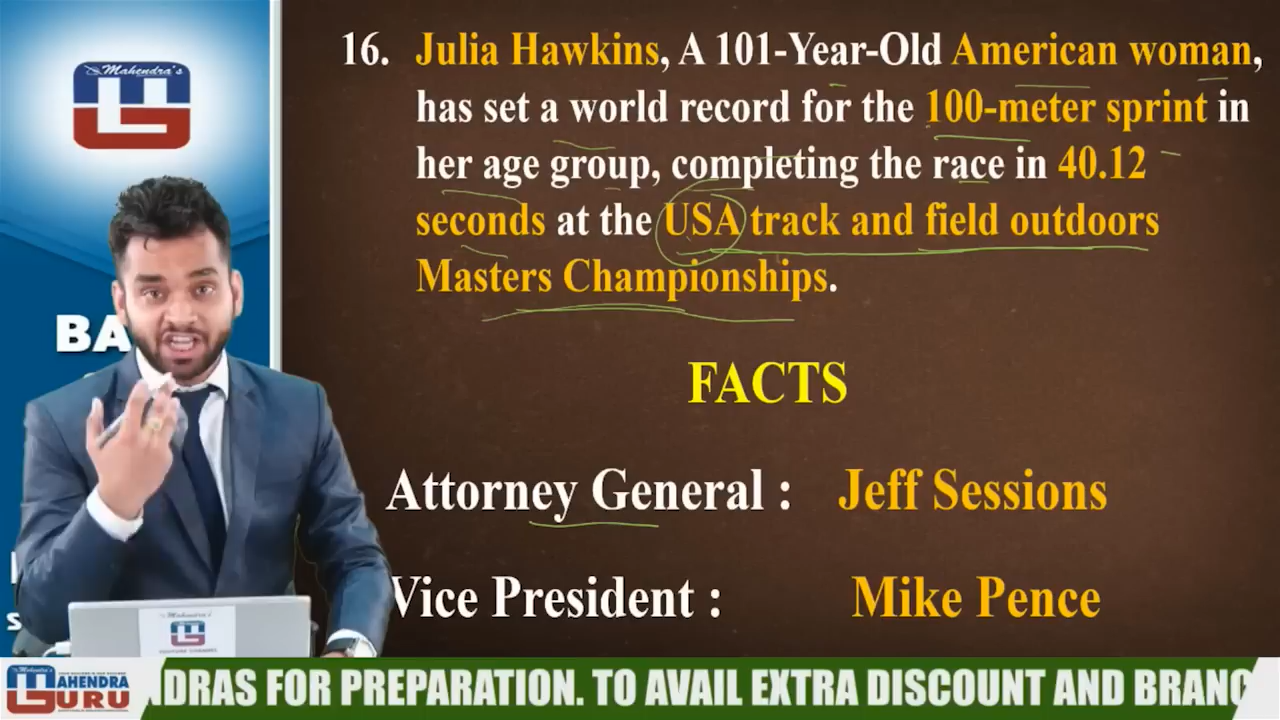 Mahendra's
16. Julia Hawkins, A 101-Year-Old American woman,
has set a world record for the 100-meter sprint in
her age group, completing the race in 40.12
seconds at the USA track and field outdoors
Masters Championships.
BA
FACTS
Attorney General : Jeff Sessions
Vice President : Mike Pence
Mahendra's
MAHENDRA
GURU
DRAS FOR PREPARATION. TO AVAIL EXTRA DISCOUNT AND BRANC